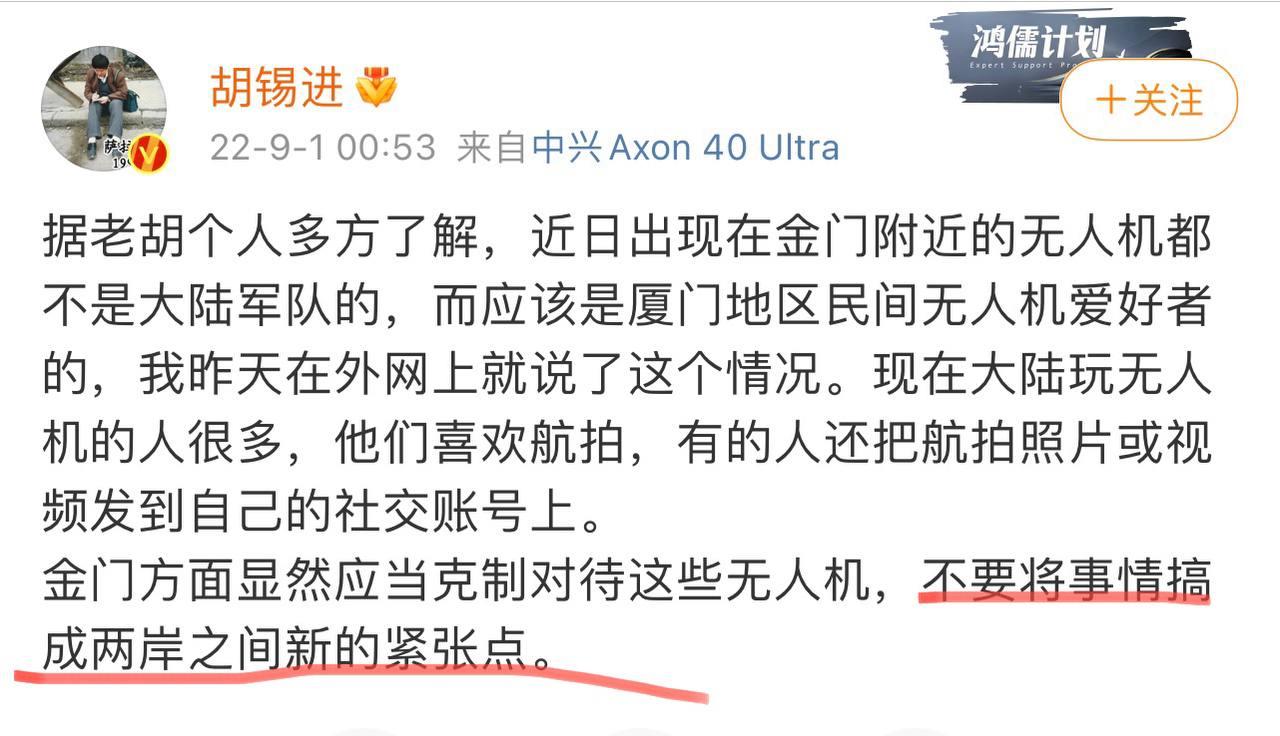 鸿儒计划
Expert Support Pro
胡锡进
+关注
22-9-1 00:53 来自中兴Axon 40 Ultra
据老胡个人多方了解，近日出现在金门附近的无人机都
不是大陆军队的，而应该是厦门地区民间无人机爱好者
的，我昨天在外网上就说了这个情况。现在大陆玩无人
机的人很多，他们喜欢航拍，有的人还把航拍照片或视
频发到自己的社交账号上。
金门方面显然应当克制对待这些无人机，不要将事情搞
成两岸之间新的紧张点。